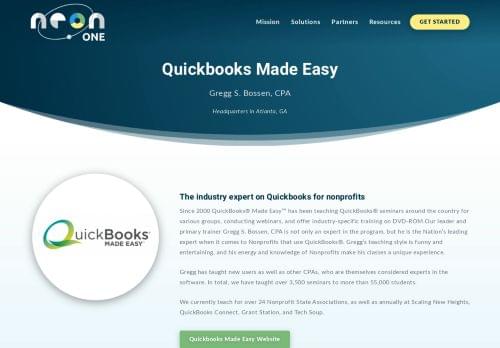 neon ONE
Mission Solutions Partners Resources GET STARTED
Quickbooks Made Easy
Gregg S. Bossen, CPA
Headquarters in Atlanta, GA
The industry expert on Quickbooks for nonprofits
Since 2000 QuickBooks® Made Easy™ has been teaching QuickBooks® seminars around the country for
various groups, conducting webinars, and offer industry-specific training on DVD-ROM.Our leader and
primary trainer Gregg S. Bossen, CPA is not only an expert in the program, but he is the Nation's leading
expert when it comes to Nonprofits that use QuickBooks®. Gregg's teaching style is funny and
entertaining, and his energy and knowledge of Nonprofits make his classes a unique experience.
QuickBooks
MADE EASY™
Gregg has taught new users as well as other CPAs, who are themselves considered experts in the
software. In total, we have taught over 3,500 seminars to more than 55,000 students.
We currently teach for over 24 Nonprofit State Associations, as well as annually at Scaling New Heights,
QuickBooks Connect, Grant Station, and Tech Soup.
Quickbooks Made Easy Website